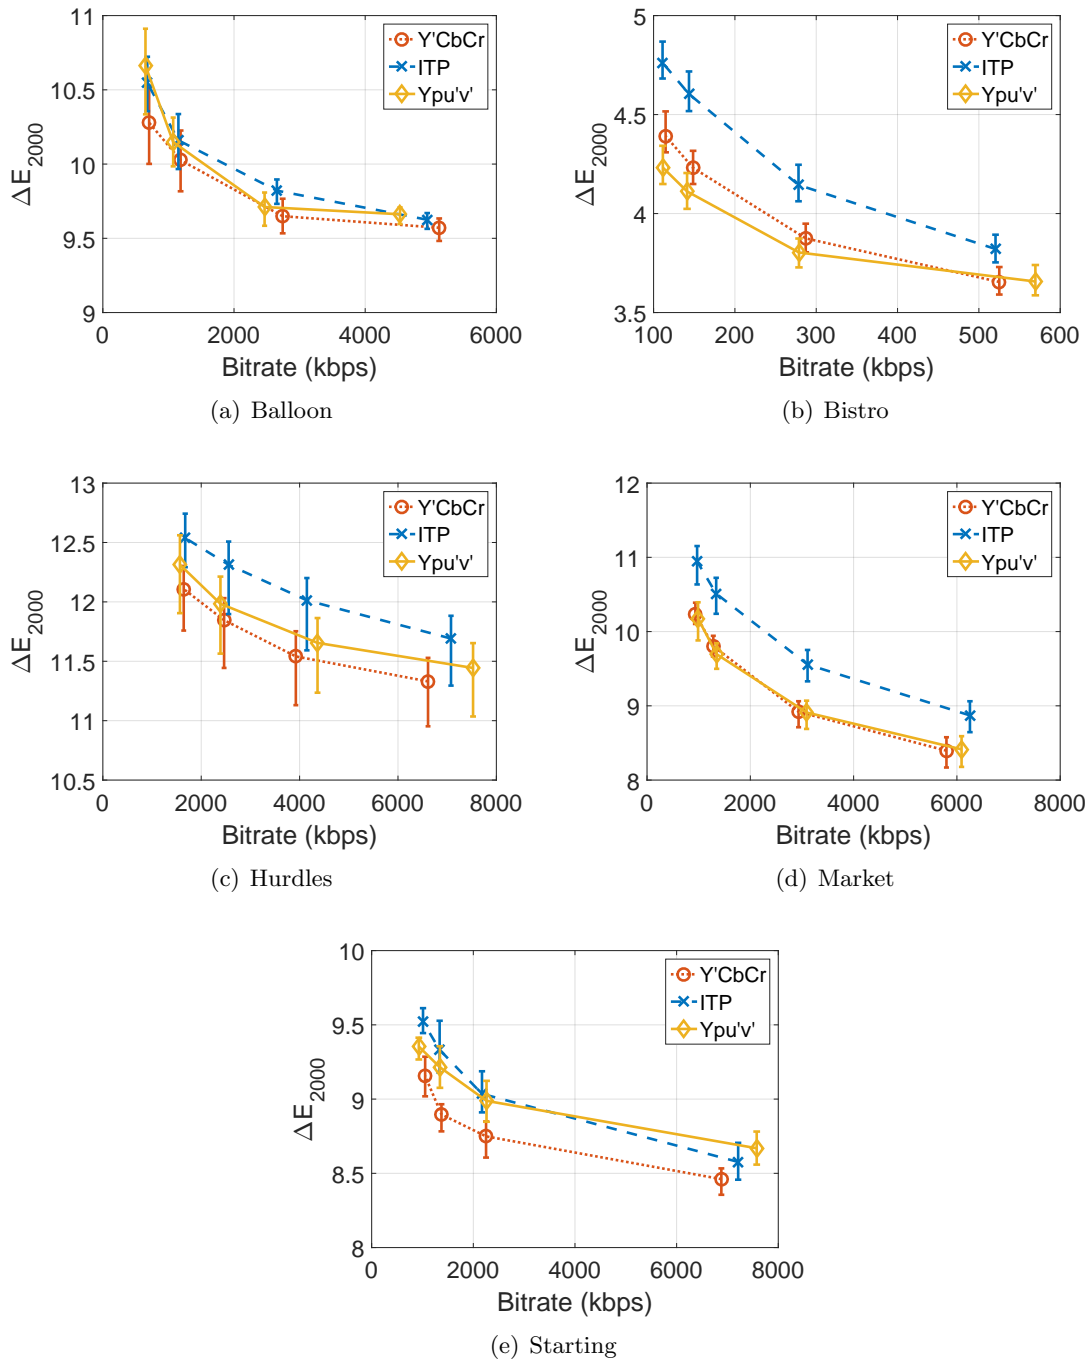 11
10.5
10
9.5
9
0 2000 4000 6000
ΔE2000
Bitrate (kbps)
Y'CbCr
ITP
Ypu'v'
(a) Balloon
5
4.5
4
3.5
100 200 300 400 500 600
ΔE2000
Bitrate (kbps)
Y'CbCr
ITP
Ypu'v'
(b) Bistro
13
12.5
12
11.5
11
10.5
0 2000 4000 6000 8000
ΔE2000
Bitrate (kbps)
Y'CbCr
ITP
Ypu'v'
(c) Hurdles
12
11
10
9
8
0 2000 4000 6000 8000
ΔE2000
Bitrate (kbps)
Y'CbCr
ITP
Ypu'v'
(d) Market
10
9.5
9
8.5
8
0 2000 4000 6000 8000
ΔE2000
Bitrate (kbps)
Y'CbCr
ITP
Ypu'v'
(e) Starting